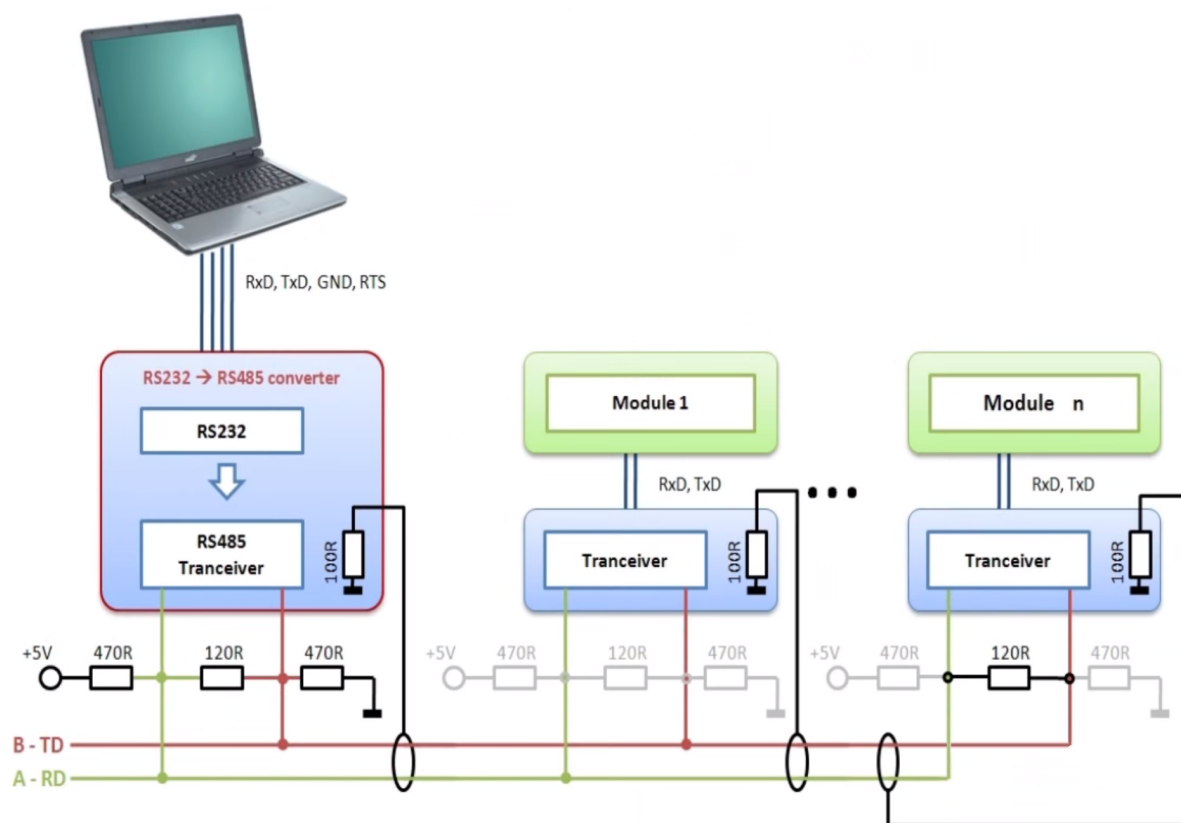 RxD, TxD, GND, RTS
RS232 → RS485 converter
RS232
RS485
Tranceiver
100R
Module 1
RxD, TxD
Tranceiver
100R
Module n
RxD, TxD
Tranceiver
100R
+5V 470R 120R 470R
+5V 470R 120R 470R
+5V 470R 120R 470R
B - TD
A - RD